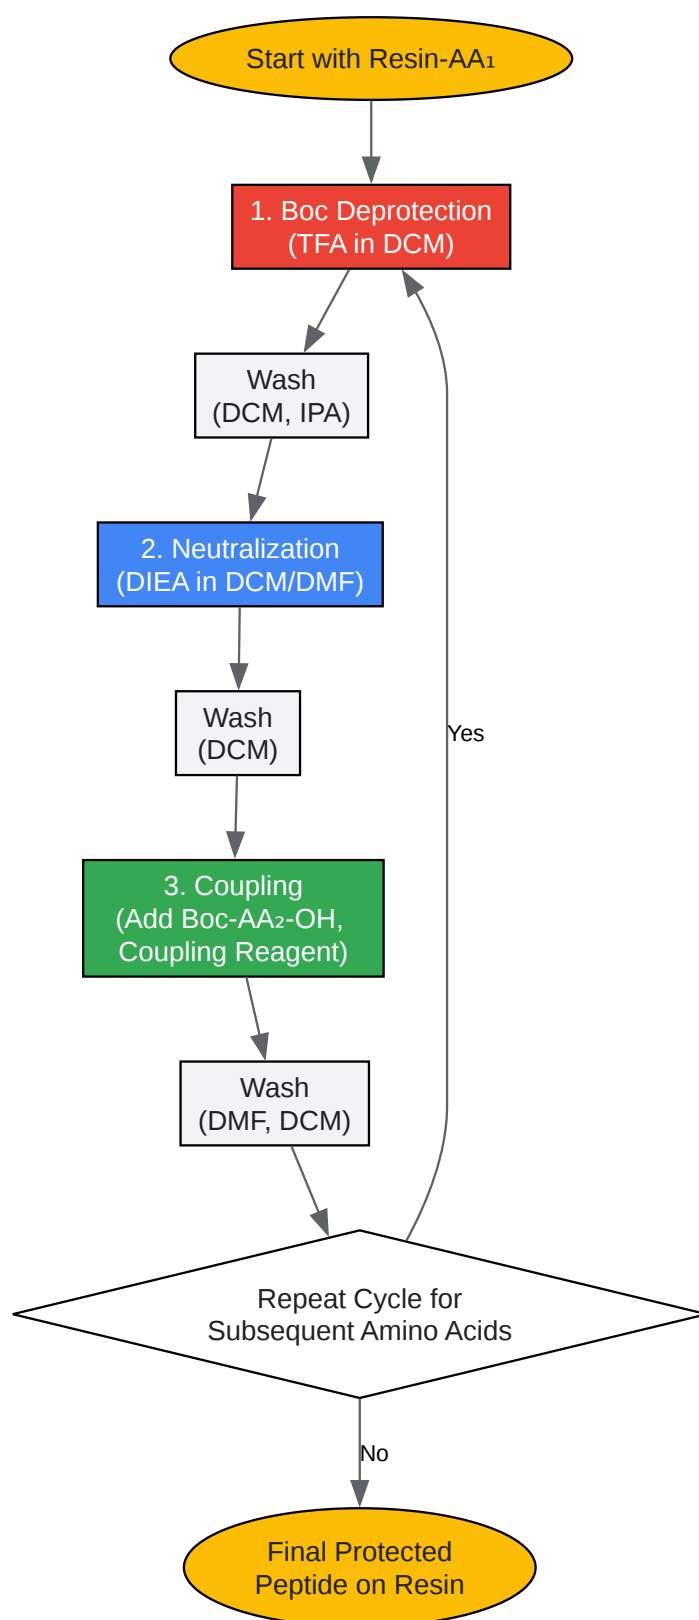 Start with Resin-AA₁
1. Boc Deprotection
(TFA in DCM)
Wash
(DCM, IPA)
2. Neutralization
(DIEA in DCM/DMF)
Wash
(DCM)
Yes
3. Coupling
(Add Boc-AA₂-OH,
Coupling Reagent)
Wash
(DMF, DCM)
Repeat Cycle for
Subsequent Amino Acids
No
Final Protected
Peptide on Resin